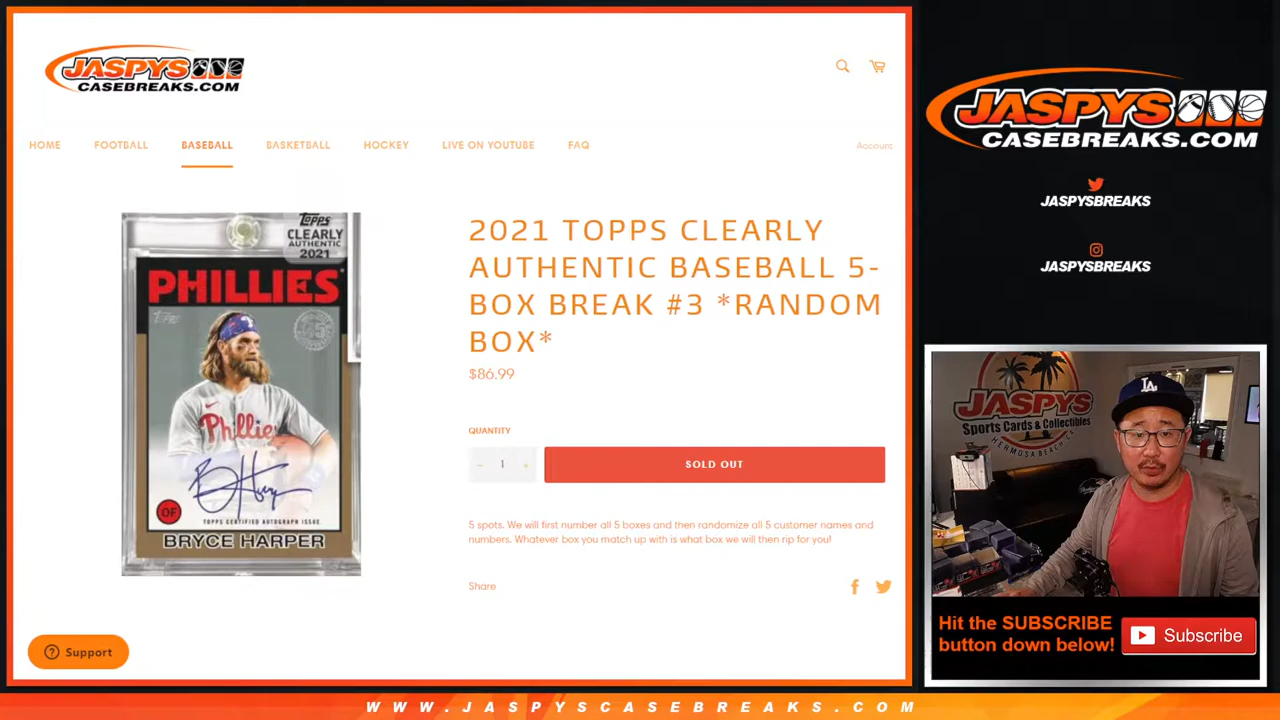 JASPYS
CASEBREAKS.COM
HOME
FOOTBALL
BASEBALL
BASKETBALL
HOCKEY
LIVE ON YOUTUBE
FAQ
Account
Topps
CLEARLY
AUTHENTIC
2021
PHILLIES
Topps
35
Phillies
OF
TOPPS CERTIFIED AUTOGRAPH ISSUE
BRYCE HARPER
2021 TOPPS CLEARLY
AUTHENTIC BASEBALL 5-
BOX BREAK #3 *RANDOM
BOX*
$86.99
QUANTITY
− 1 +
SOLD OUT
5 spots. We will first number all 5 boxes and then randomize all 5 customer names and
numbers. Whatever box you match up with is what box we will then rip for you!
Share
Support
JASPYS
CASEBREAKS.COM
JASPYSBREAKS
JASPYSBREAKS
JASPYS
Sports Cards & Collectibles
HERMOSA BEACH CA
LA
Hit the SUBSCRIBE
button down below!
Subscribe
WWW.JASPYSCASEBREAKS.COM